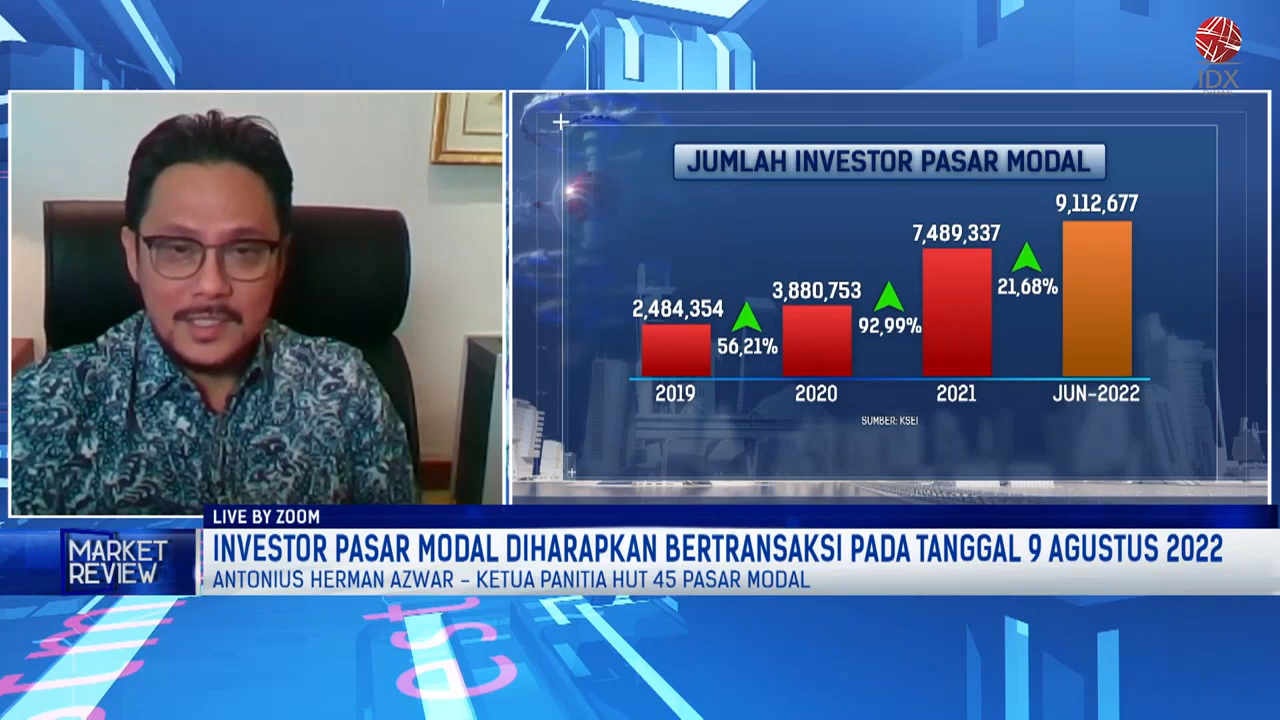 IDX
JUMLAH INVESTOR PASAR MODAL
2,484,354
56,21%
3,880,753
92,99%
7,489,337
21,68%
9,112,677
2019
2020
2021
JUN-2022
SUMBER: KSEI
LIVE BY ZOOM
MARKET
REVIEW
INVESTOR PASAR MODAL DIHARAPKAN BERTRANSAKSI PADA TANGGAL 9 AGUSTUS 2022
ANTONIUS HERMAN AZWAR - KETUA PANITIA HUT 45 PASAR MODAL
est